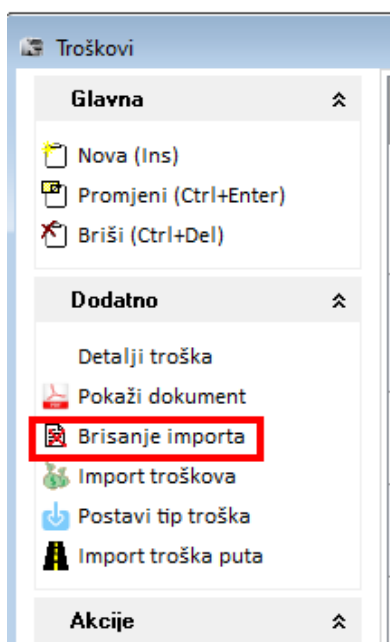 Troškovi
Glavna
Nova (Ins)
Promjeni (Ctrl+Enter)
Briši (Ctrl+Del)
Dodatno
Detalji troška
Pokaži dokument
Brisanje importa
Import troškova
Postavi tip troška
Import troška puta
Akcije